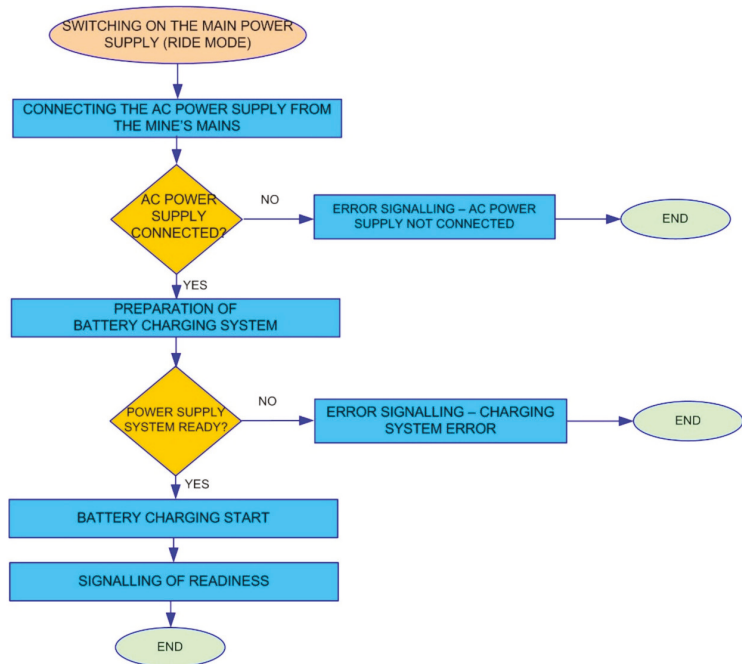 SWITCHING ON THE MAIN POWER
SUPPLY (RIDE MODE)
CONNECTING THE AC POWER SUPPLY FROM
THE MINE'S MAINS
AC POWER
SUPPLY
CONNECTED?
NO
ERROR SIGNALLING – AC POWER
SUPPLY NOT CONNECTED
END
YES
PREPARATION OF
BATTERY CHARGING SYSTEM
POWER SUPPLY
SYSTEM READY?
NO
ERROR SIGNALLING – CHARGING
SYSTEM ERROR
END
YES
BATTERY CHARGING START
SIGNALLING OF READINESS
END